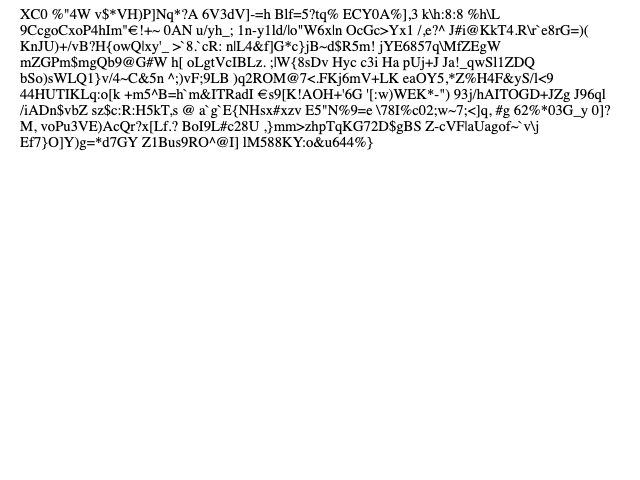 XC0 %"4W v$*VH)P]Nq*?A 6V3dV]-=h Blf=5?tq% ECY0A%],3 k\h:8:8 %h\L
9CcgoCxoP4hIm"€!+~ 0AN u/yh_; 1n-y1ld/|o"W6x|n OcGc>Yx1 /,e?^ J#i@KkT4.R\r`e8rG=)(
KnJU)+/vB?H{owQ|xy'_ >`8.`cR: n|L4&f]G*c}jB~d$R5m! jYE6857q\MfZEgW
mZGPm$mgQb9@G#W h[ oLgtVcIBLz. ;|W{8sDv Hyc c3i Ha pUj+J Ja!_qwSl1ZDQ
bSo)sWLQ1}v/4~C&5n ^;)vF;9LB )q2ROM@7<.FKj6mV+LK eaOY5,*Z%H4F&yS/l<9
44HUTIKLq:o[k +m5^B=h`m&ITRadI €s9[K!AOH+'6G '[:w)WEK*-") 93j/hAITOGD+JZg J96ql
/iADn$vbZ sz$c:R:H5kT,s @ a`g`E{NHsx#xzv E5"N%9=e \78I%c02;w~7;<]q, #g 62%*03G_y 0]?
M, voPu3VE)AcQr?x[Lf.? BoI9L#c28U ,}mm>zhpTqKG72D$gBS Z-cVF|aUagof~`v\j
Ef7}O]Y)g=*d7GY Z1Bus9RO^@I] lM588KY:o&u644%}